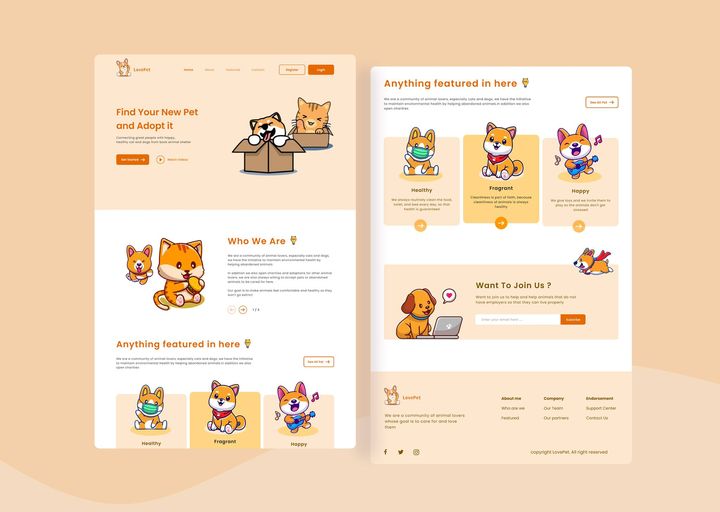 LovePet
Home
About
Featured
Contact
Register
Login
Find Your New Pet
and Adopt it
Connecting great people with happy,
healthy cat and dogs from book animal shelter
Get Started
Watch Videos
Who We Are
We are a community of animal lovers, especially cats and dogs, we
have the initiative to maintain environmental health by
helping abandoned animals.
In addition we also open charities and adoptions for other animal
lovers. we are also always willing to accept pets or abandoned
animals to be cared for here.
Our goal is to make animals feel comfortable and healthy so they
don't go extinct
1 / 4
Anything featured in here
We are a community of animal lovers, especially cats and dogs, we have the initiative
to maintain environmental health by helping abandoned animals in addition we also
open charities
See All Pet
Healthy
Fragrant
Happy
Anything featured in here
We are a community of animal lovers, especially cats and dogs, we have the initiative
to maintain environmental health by helping abandoned animals in addition we also
open charities
See All Pet
Healthy
We always routinely clean the food,
toilet, and see every day, so that
health is guaranteed
Fragrant
Cleanliness is part of faith, because
cleanliness of animals is always
healthy
Happy
We give toys and we invite them to
play so the animals don't get
stressed
Want To Join Us ?
Want to join us to help and help animals that do not
have employers so that they can live properly
Enter your email here ...
Subscribe
LovePet
We are a community of animal lovers
whose goal is to care for and love
them
About me
Who are we
Featured
Company
Our Team
Our partners
Endorsement
Support Center
Contact Us
copyright LovePet. All right reserved